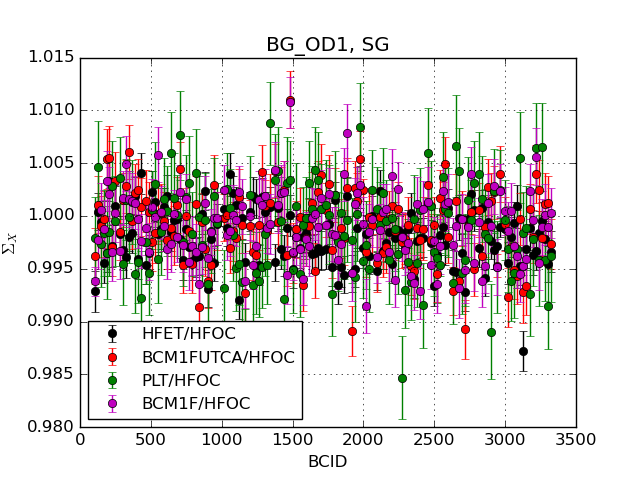 BG_OD1, SG
1.015
1.010
1.005
1.000
0.995
0.990
0.985
0.980
Σ_X
HFET/HFOC
BCM1FUTCA/HFOC
PLT/HFOC
BCM1F/HFOC
0 500 1000 1500 2000 2500 3000 3500
BCID